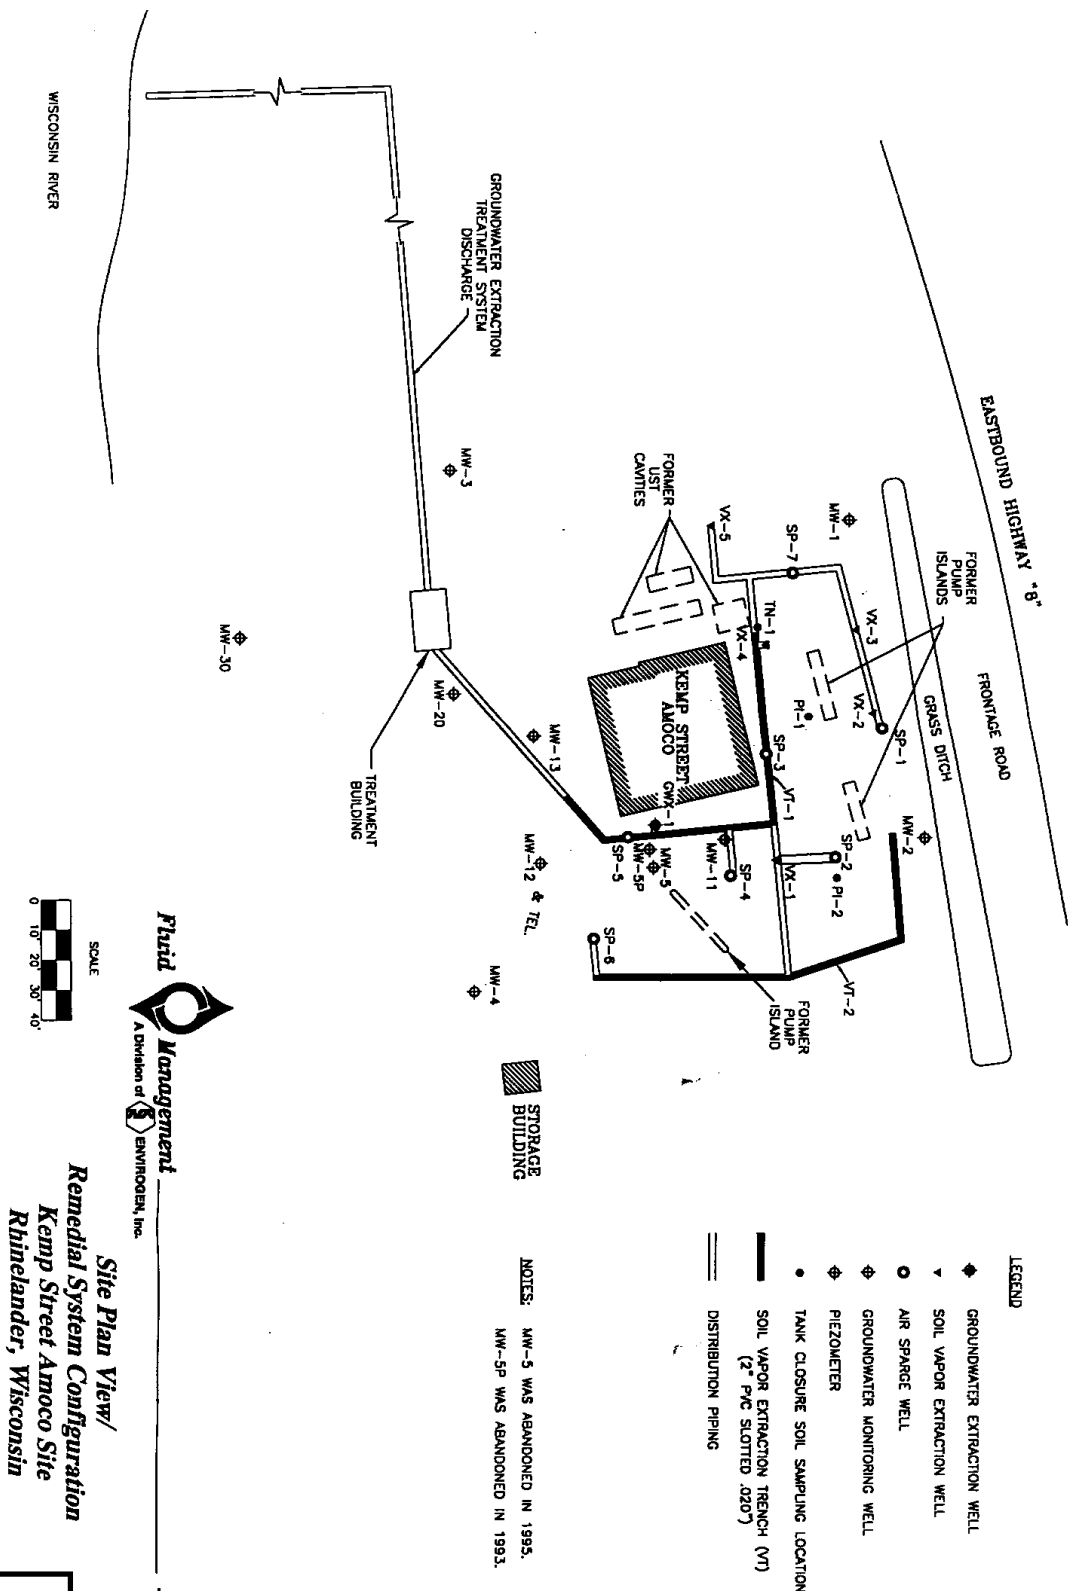 WISCONSIN RIVER
GROUNDWATER EXTRACTION
TREATMENT SYSTEM
DISCHARGE
EASTBOUND HIGHWAY "8"
FRONTAGE ROAD
GRASS DITCH
FORMER
PUMP
ISLANDS
FORMER
UST
CAVITIES
MW-1
MW-2
MW-3
VX-5
SP-7
VX-3
VX-2
SP-1
TN-1
VX-4
PI-1
KEMP STREET
AMOCO
SP-3
VT-1
GWX-1
MW-11
SP-4
VX-1
SP-2
PI-2
MW-5
MW-5P
SP-5
SP-6
VT-2
FORMER
PUMP
ISLAND
MW-30
MW-20
MW-13
MW-12
& TEL.
MW-4
TREATMENT
BUILDING
STORAGE
BUILDING
LEGEND
GROUNDWATER EXTRACTION WELL
SOIL VAPOR EXTRACTION WELL
AIR SPARGE WELL
GROUNDWATER MONITORING WELL
PIEZOMETER
TANK CLOSURE SOIL SAMPLING LOCATION
SOIL VAPOR EXTRACTION TRENCH (VT)
(2" PVC SLOTTED .020")
DISTRIBUTION PIPING
NOTES: MW-5 WAS ABANDONED IN 1995.
MW-5P WAS ABANDONED IN 1993.
SCALE
0 10' 20' 30' 40'
Fluid Management
A Division of ENVIROGEN, Inc.
Site Plan View/
Remedial System Configuration
Kemp Street Amoco Site
Rhinelander, Wisconsin